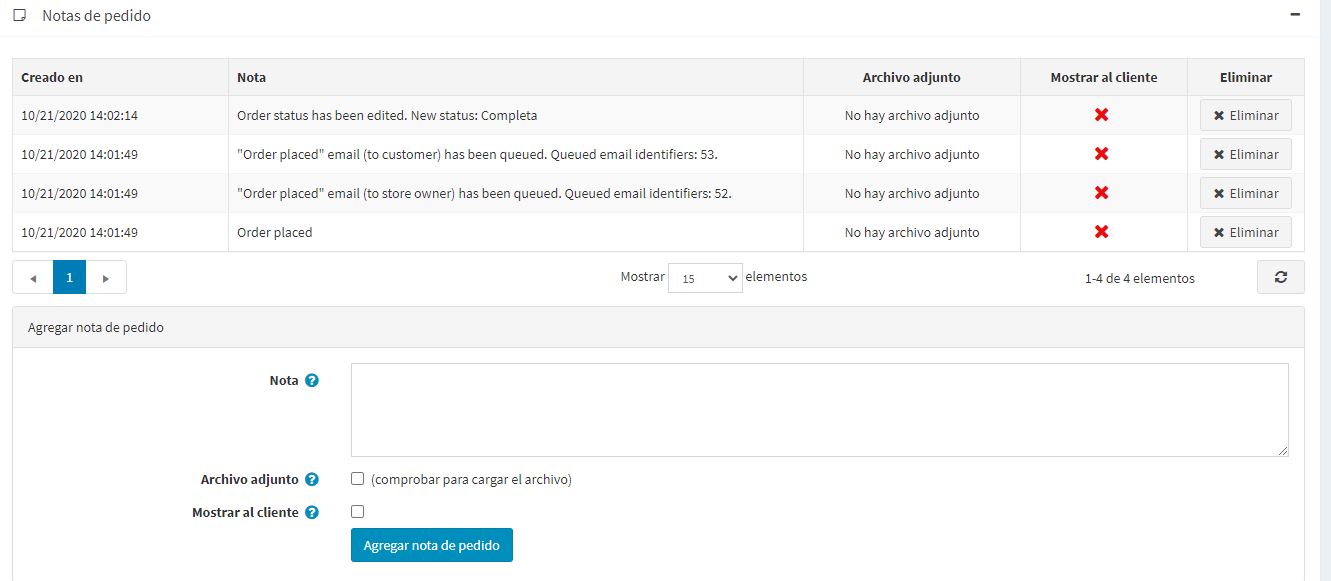 Notas de pedido
Creado en Nota Archivo adjunto Mostrar al cliente Eliminar
10/21/2020 14:02:14 Order status has been edited. New status: Completa No hay archivo adjunto Eliminar
10/21/2020 14:01:49 "Order placed" email (to customer) has been queued. Queued email identifiers: 53. No hay archivo adjunto Eliminar
10/21/2020 14:01:49 "Order placed" email (to store owner) has been queued. Queued email identifiers: 52. No hay archivo adjunto Eliminar
10/21/2020 14:01:49 Order placed No hay archivo adjunto Eliminar
1 Mostrar 15 elementos 1-4 de 4 elementos
Agregar nota de pedido
Nota
Archivo adjunto (comprobar para cargar el archivo)
Mostrar al cliente
Agregar nota de pedido